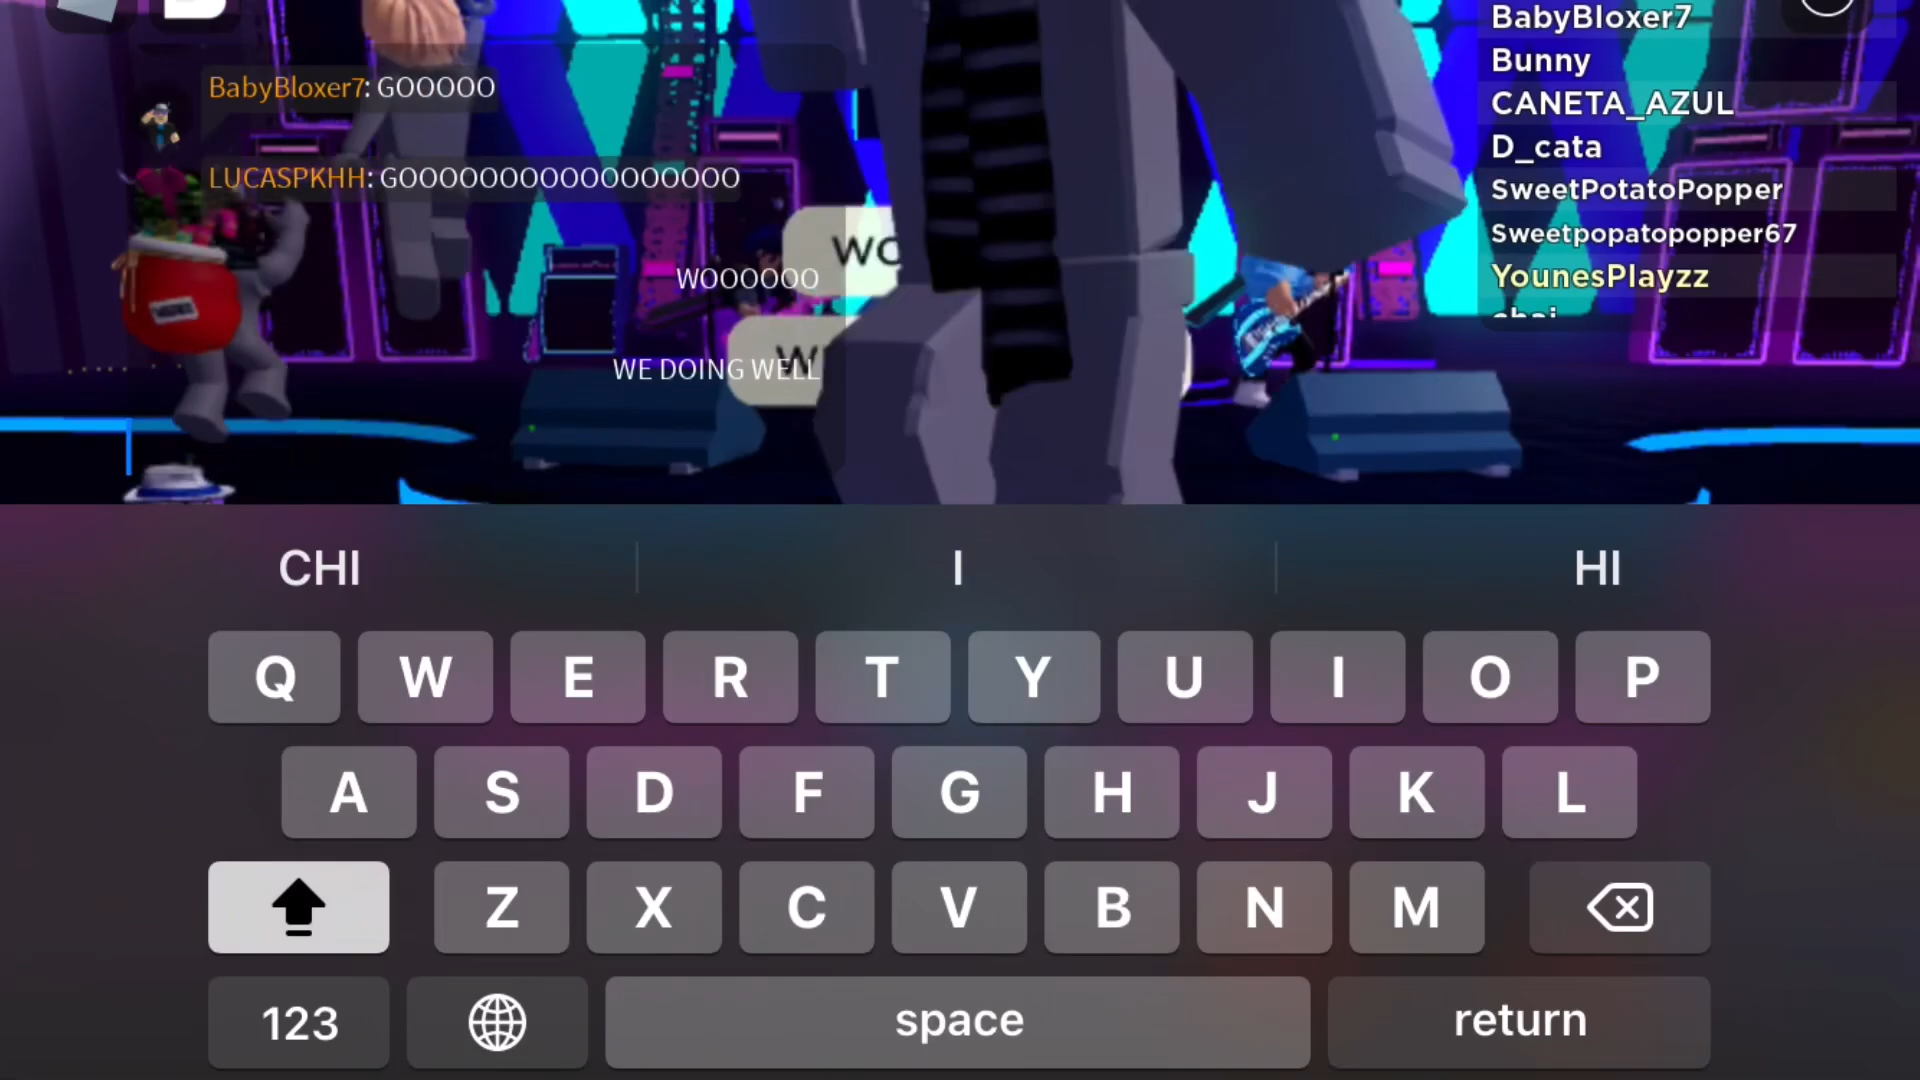 BabyBloxer7
Bunny
CANETA_AZUL
D_cata
SweetPotatoPopper
Sweetpopatopopper67
YounesPlayzz
BabyBloxer7: GOOOOO
LUCASPKHH: GOOOOOOOOOOOOOOOOO
WOOOOOO
WE DOING WELL
CHI
I
HI
Q W E R T Y U I O P
A S D F G H J K L
Z X C V B N M
123
space
return